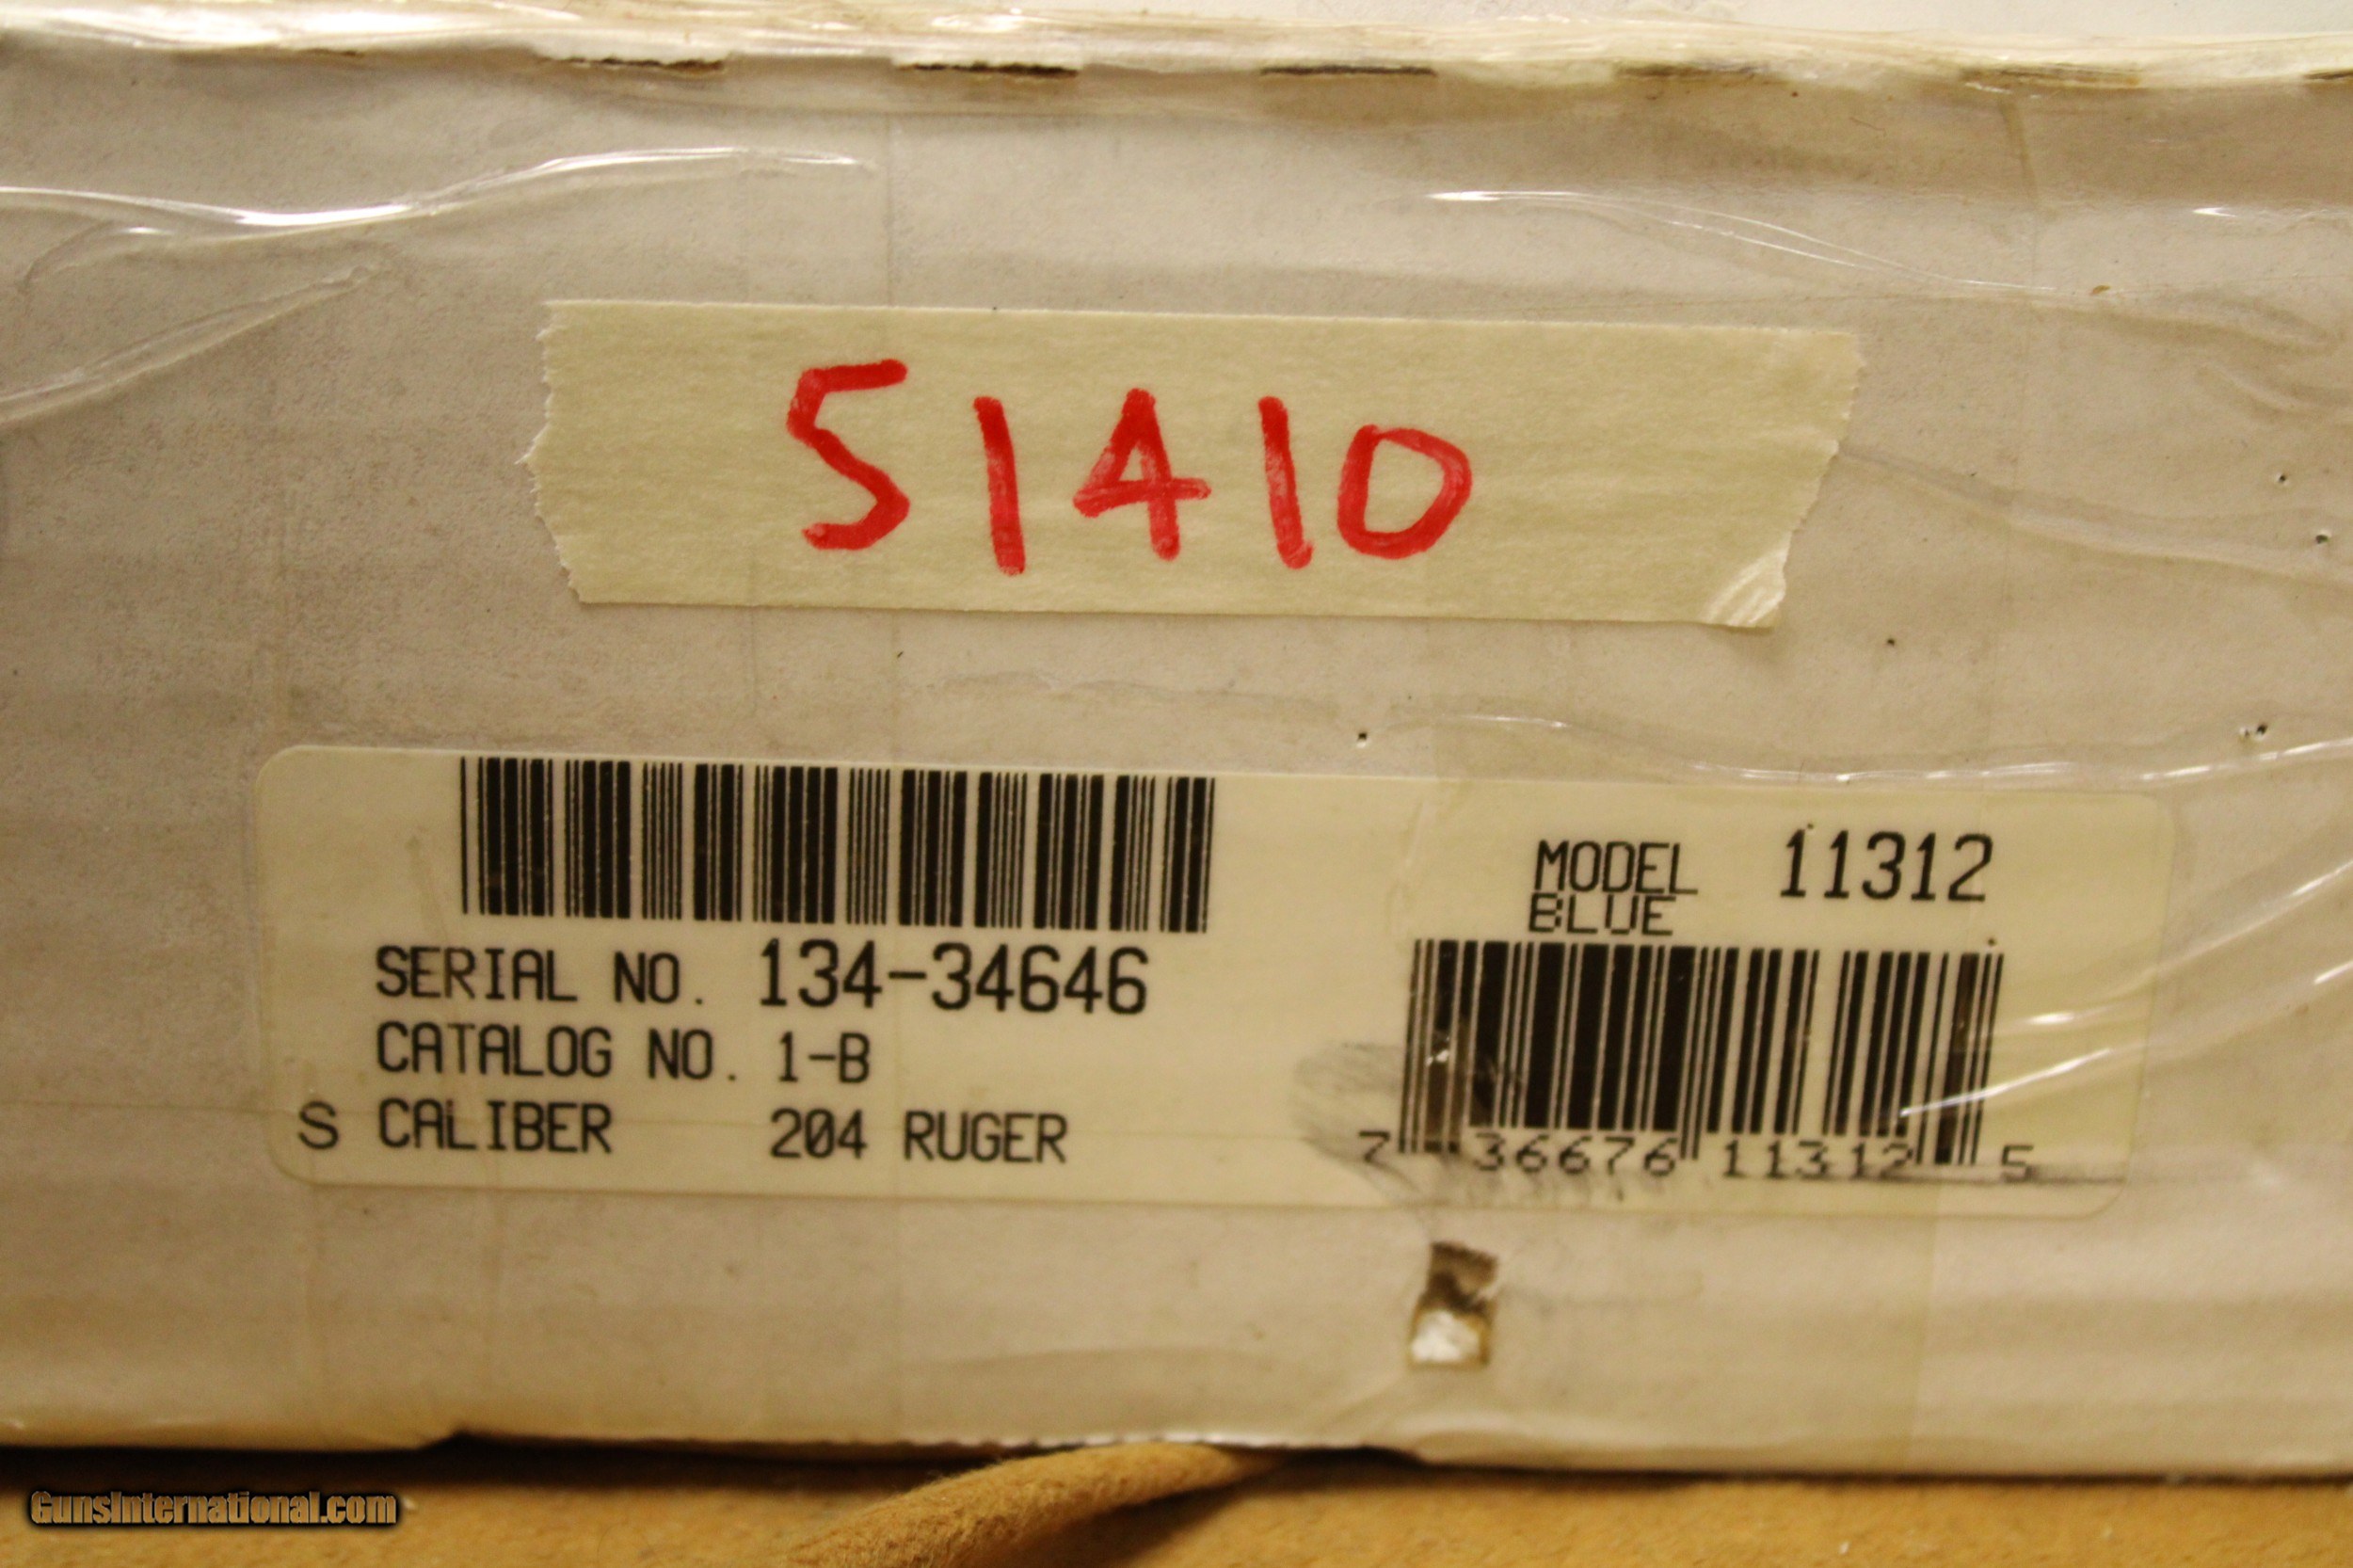 51410
MODEL 11312
BLUE
SERIAL NO. 134-34646
CATALOG NO. 1-B
S CALIBER 204 RUGER
7 36676 11312 5
GunsInternational.com